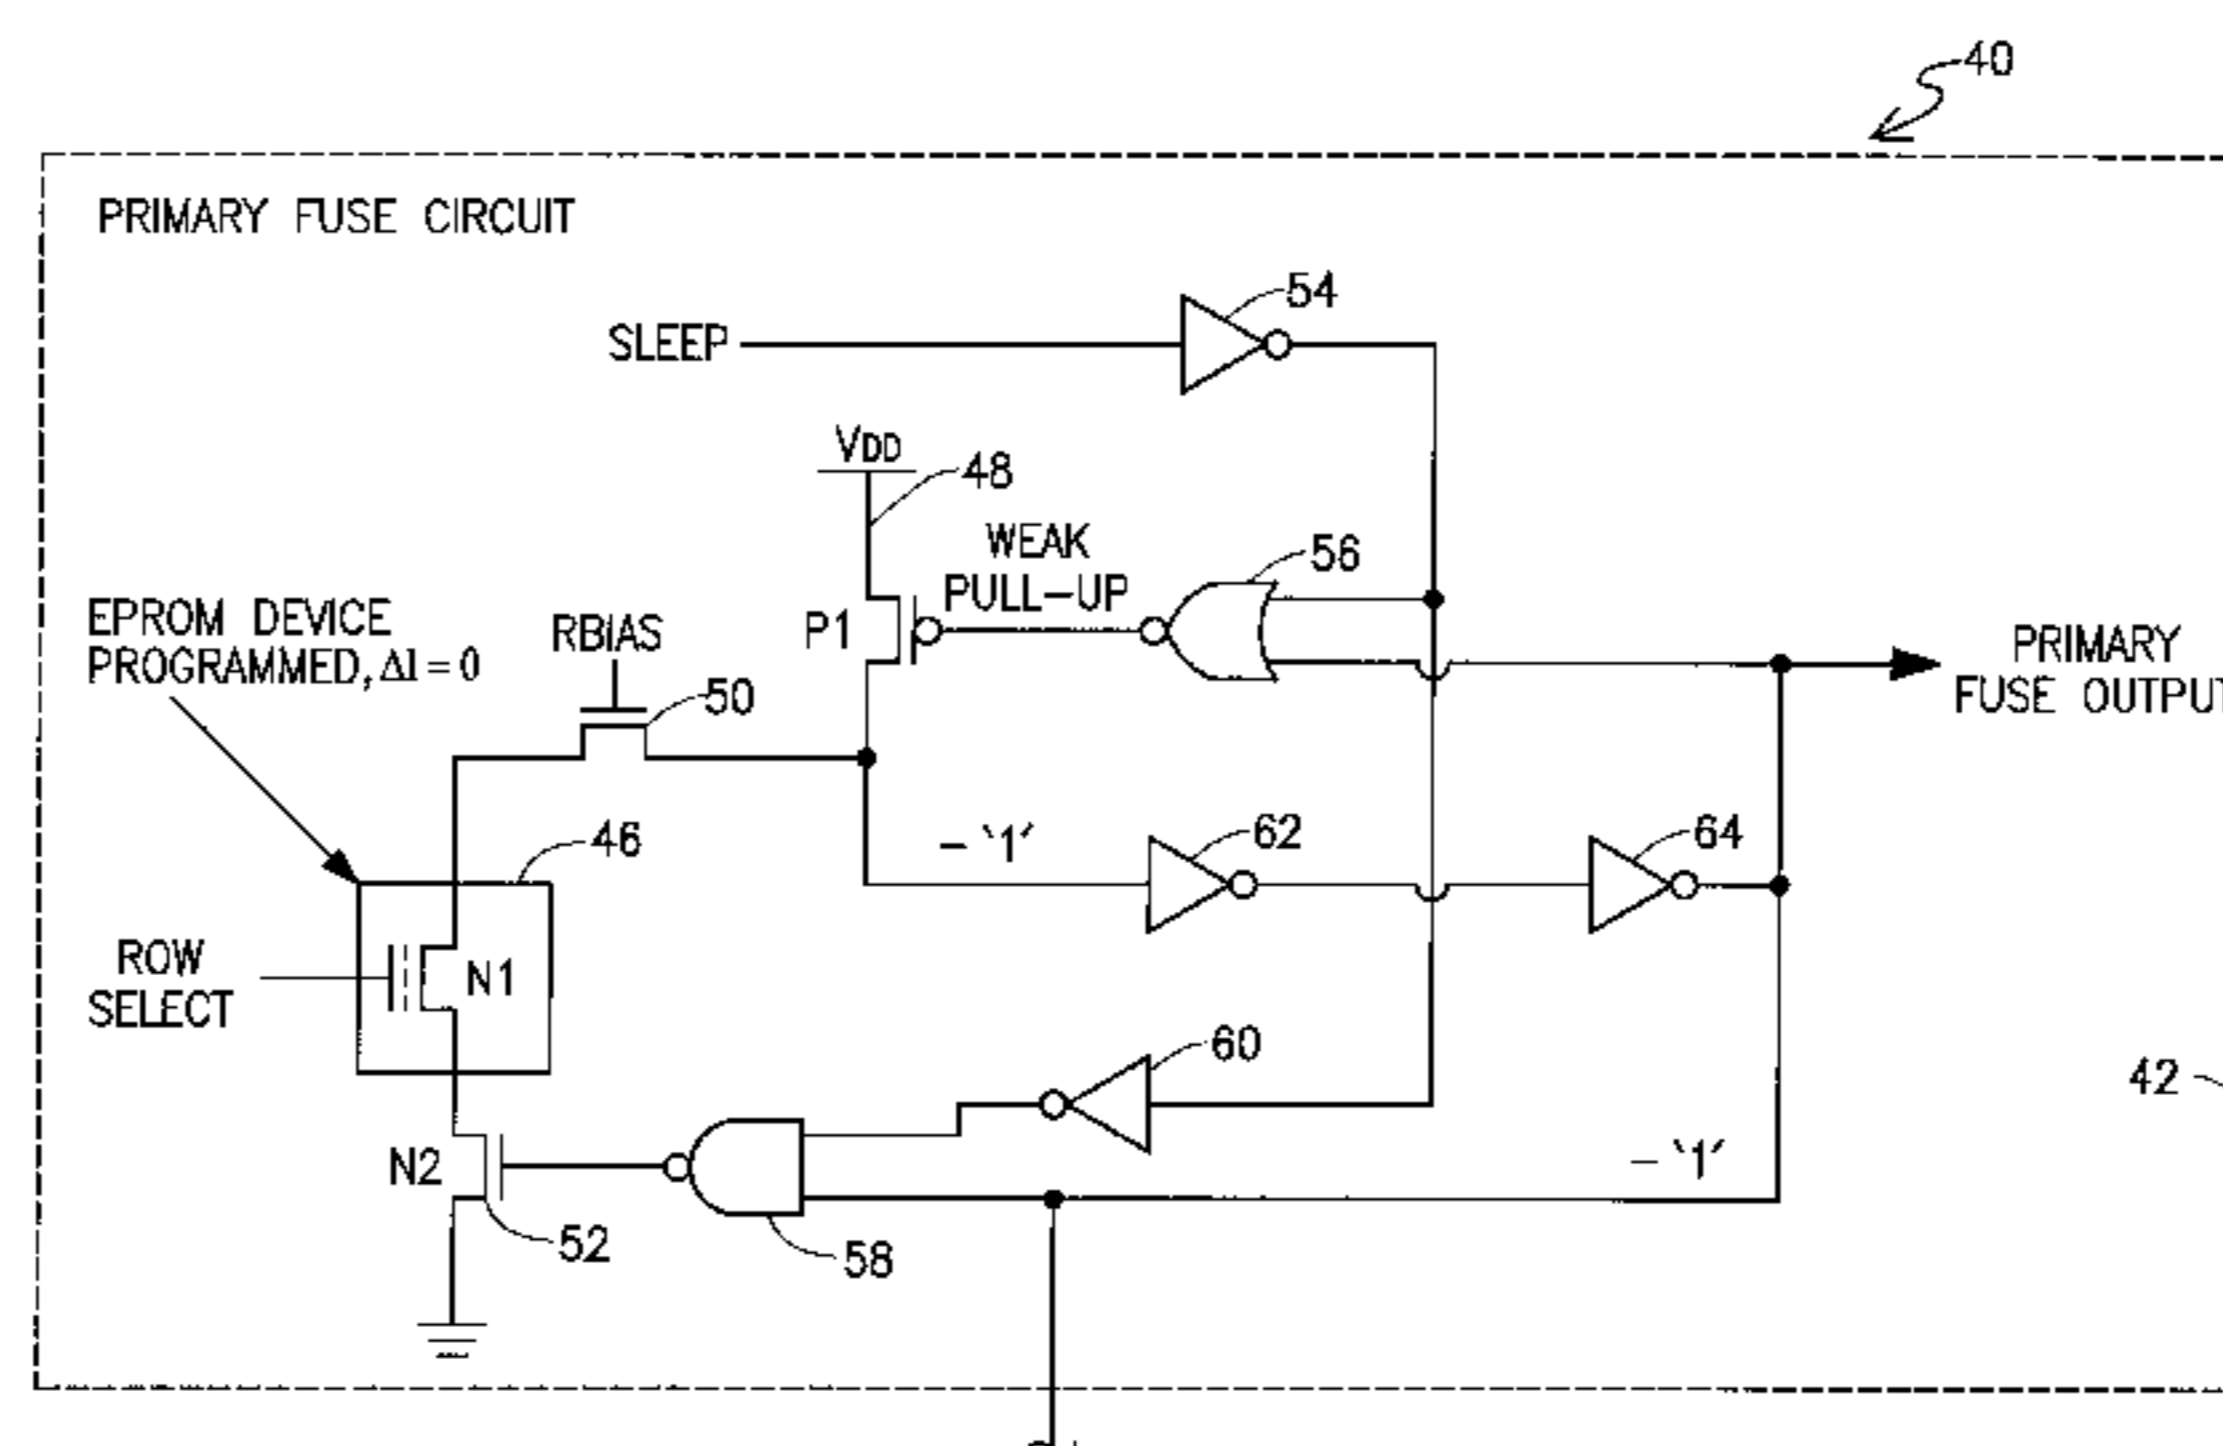 40
PRIMARY FUSE CIRCUIT
54
SLEEP
VDD
48
WEAK
PULL-UP
56
EPROM DEVICE
PROGRAMMED, ΔI = 0
RBIAS
P1
50
PRIMARY
FUSE OUTPUT
46
- '1'
62
64
ROW
SELECT
N1
60
42
N2
- '1'
52
58